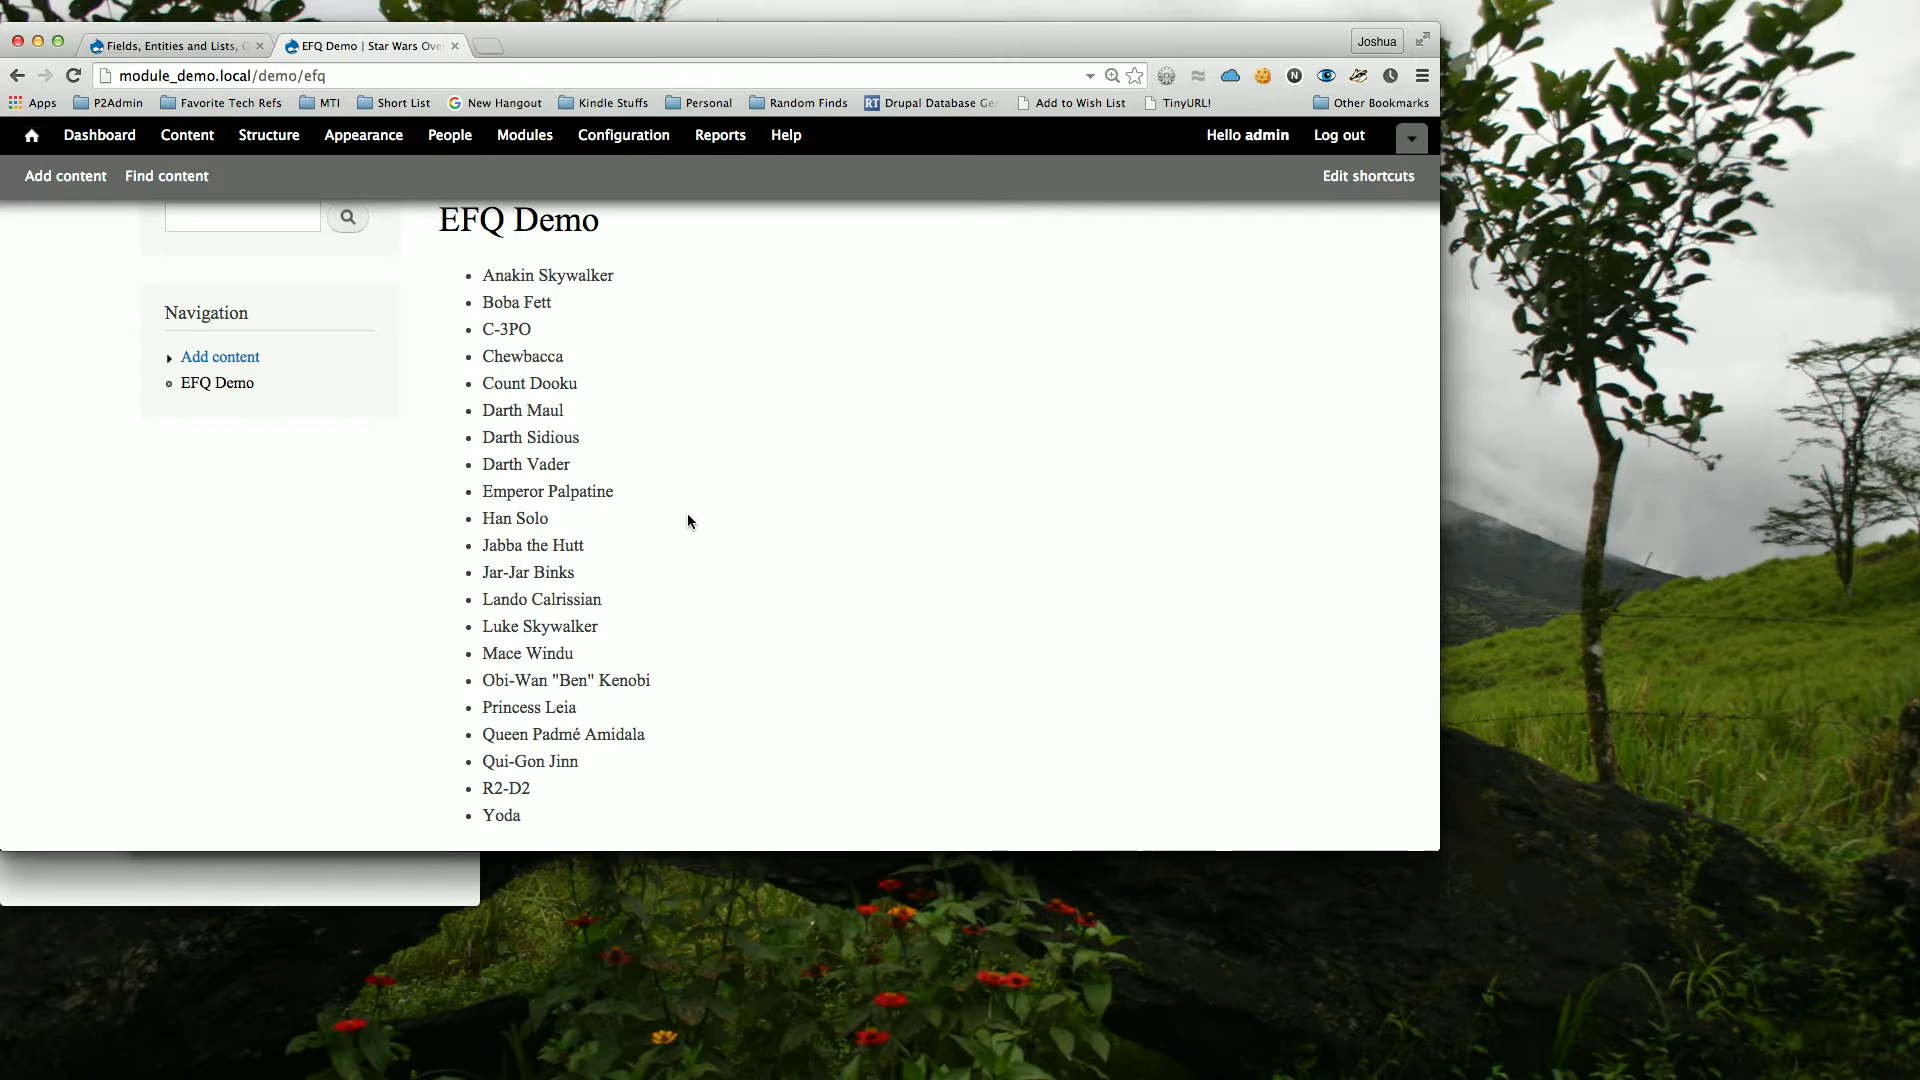 Fields, Entities and Lists,
EFQ Demo | Star Wars Ove
Joshua
module_demo.local/demo/efq
Apps P2Admin Favorite Tech Refs MTI Short List New Hangout Kindle Stuffs Personal Random Finds RT Drupal Database Ge Add to Wish List TinyURL! Other Bookmarks
Dashboard Content Structure Appearance People Modules Configuration Reports Help Hello admin Log out
Add content Find content Edit shortcuts
EFQ Demo
Navigation
Add content
EFQ Demo
Anakin Skywalker
Boba Fett
C-3PO
Chewbacca
Count Dooku
Darth Maul
Darth Sidious
Darth Vader
Emperor Palpatine
Han Solo
Jabba the Hutt
Jar-Jar Binks
Lando Calrissian
Luke Skywalker
Mace Windu
Obi-Wan "Ben" Kenobi
Princess Leia
Queen Padmé Amidala
Qui-Gon Jinn
R2-D2
Yoda